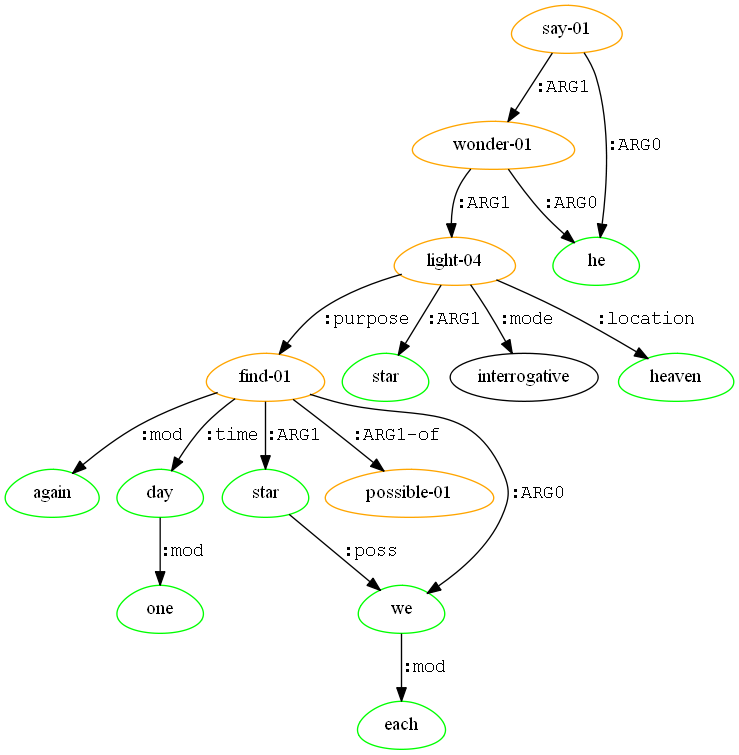 say-01
:ARG1
wonder-01
:ARG0
:ARG1
:ARG0
light-04
he
:purpose
:ARG1
:mode
:location
find-01
star
interrogative
heaven
:mod
:time
:ARG1
:ARG1-of
again
day
star
possible-01
:ARG0
:mod
:poss
one
we
:mod
each